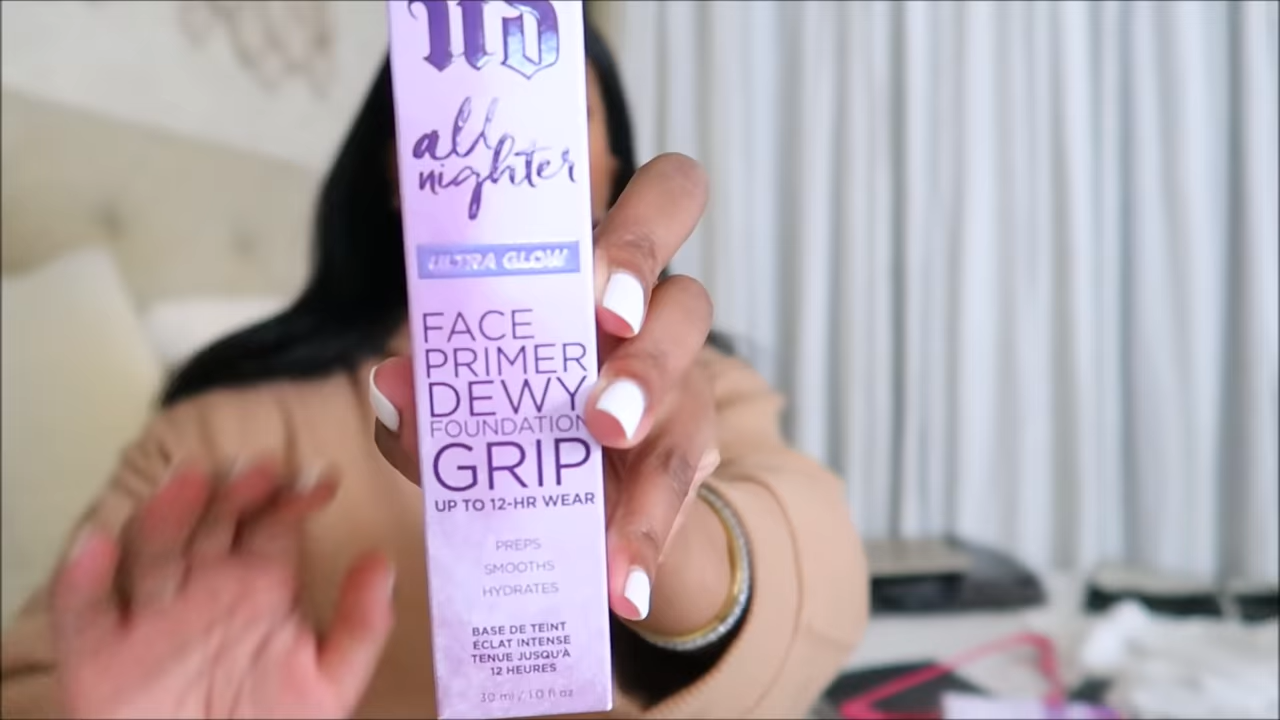 UD
all
nighter
ULTRA GLOW
FACE
PRIMER
DEWY
FOUNDATION
GRIP
UP TO 12-HR WEAR
PREPS
SMOOTHS
HYDRATES
BASE DE TEINT
ÉCLAT INTENSE
TENUE JUSQU'À
12 HEURES
30 ml / 1.0 fl oz